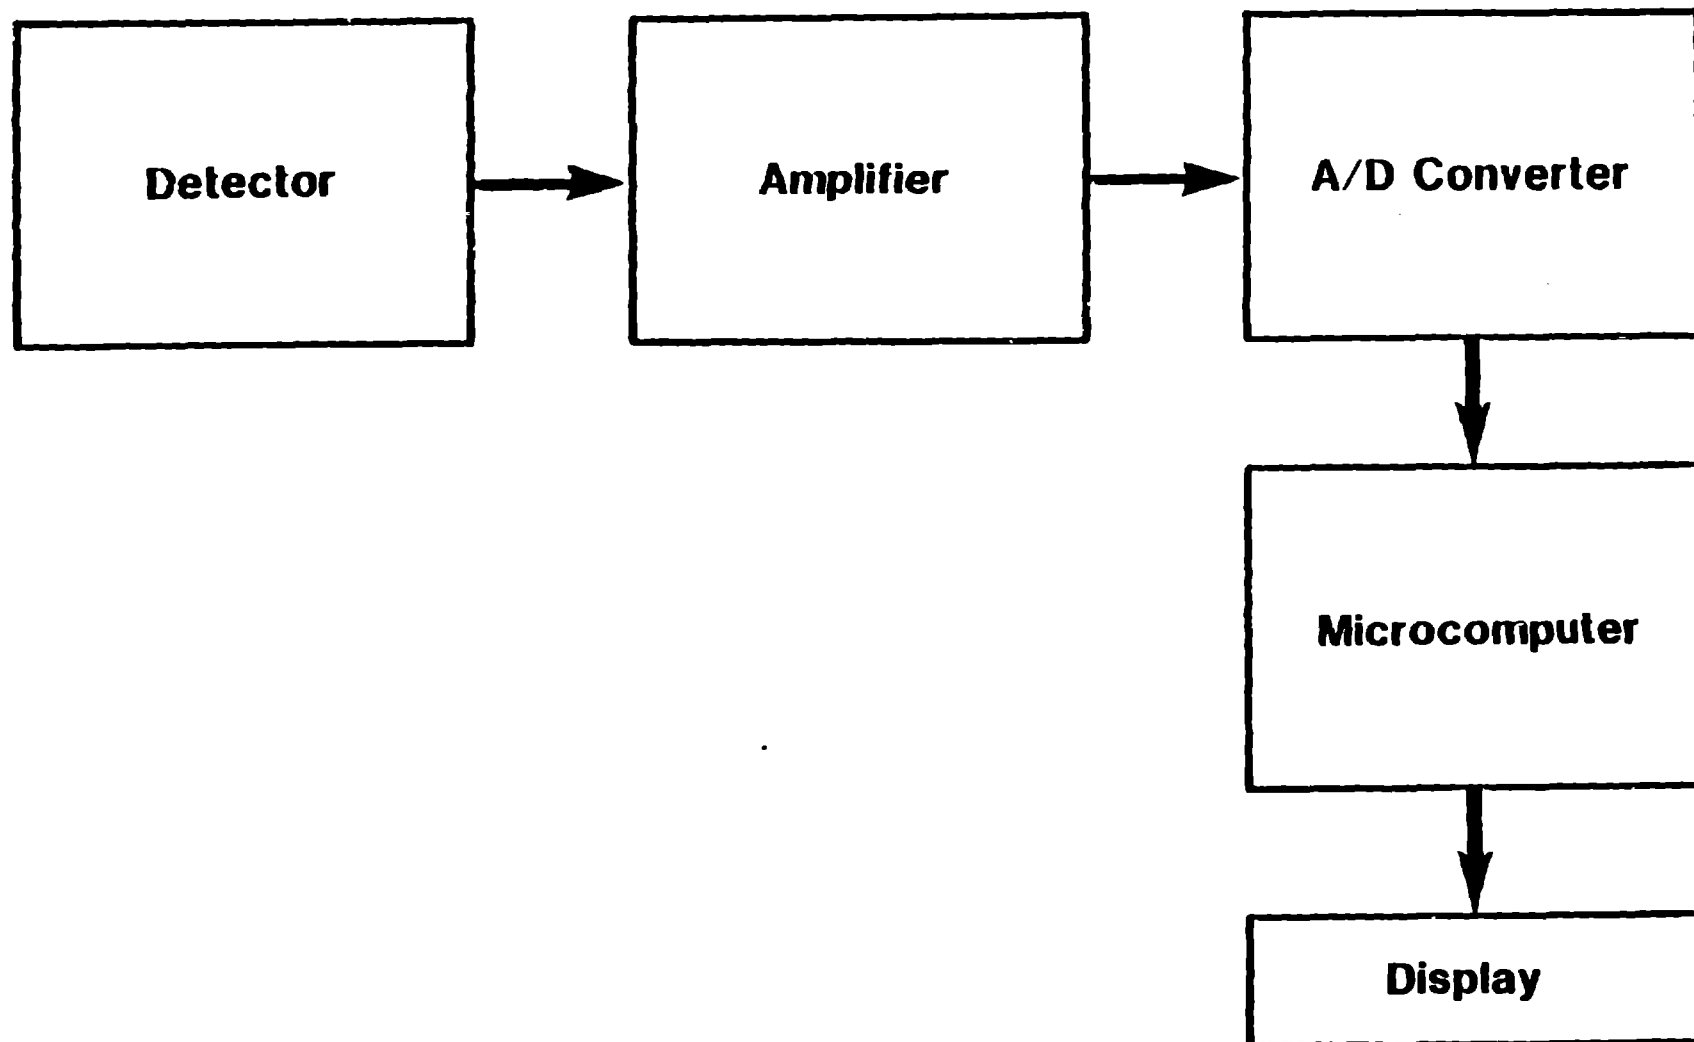 Detector
Amplifier
A/D Converter
Microcomputer
Display